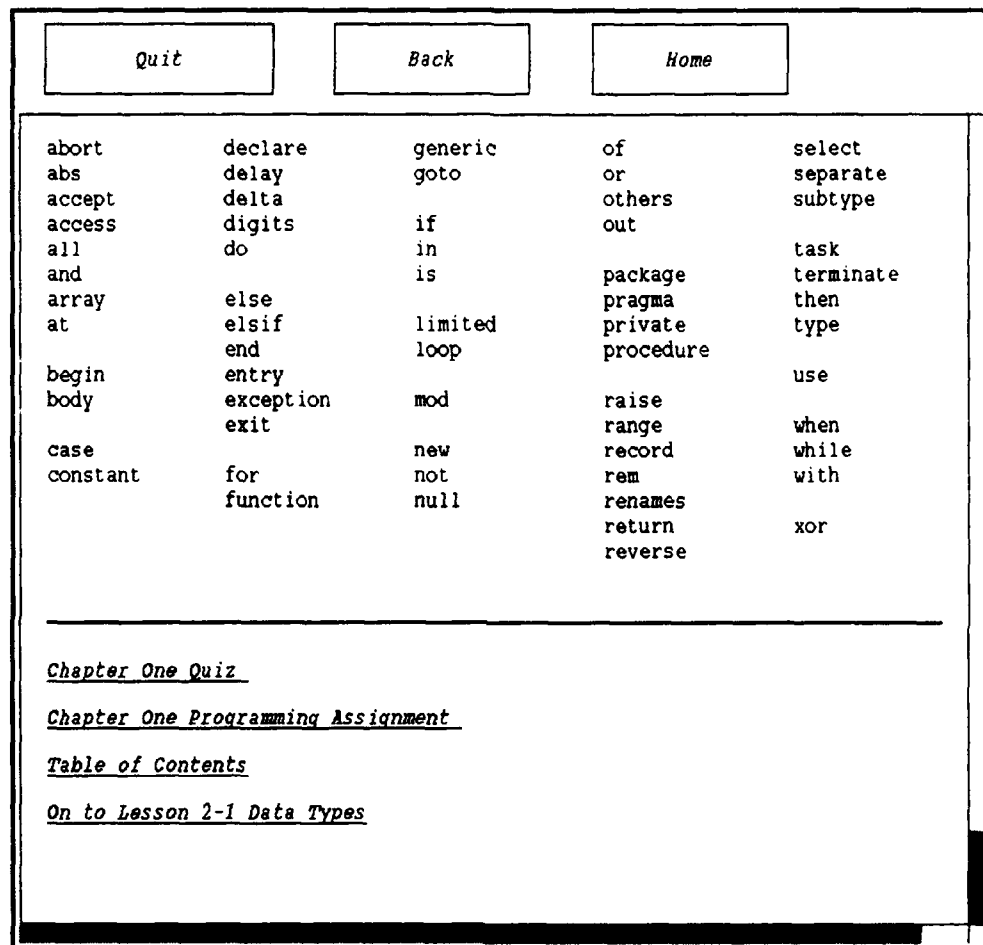 Quit Back Home
abort declare generic of select
abs delay goto or separate
accept delta others subtype
access digits if out
all do in task
and is package terminate
array else pragma then
at elsif limited private type
end loop procedure
begin entry use
body exception mod raise
exit range when
case new record while
constant for not rem with
function null renames
return xor
reverse
Chapter One Quiz
Chapter One Programming Assignment
Table of Contents
On to Lesson 2-1 Data Types